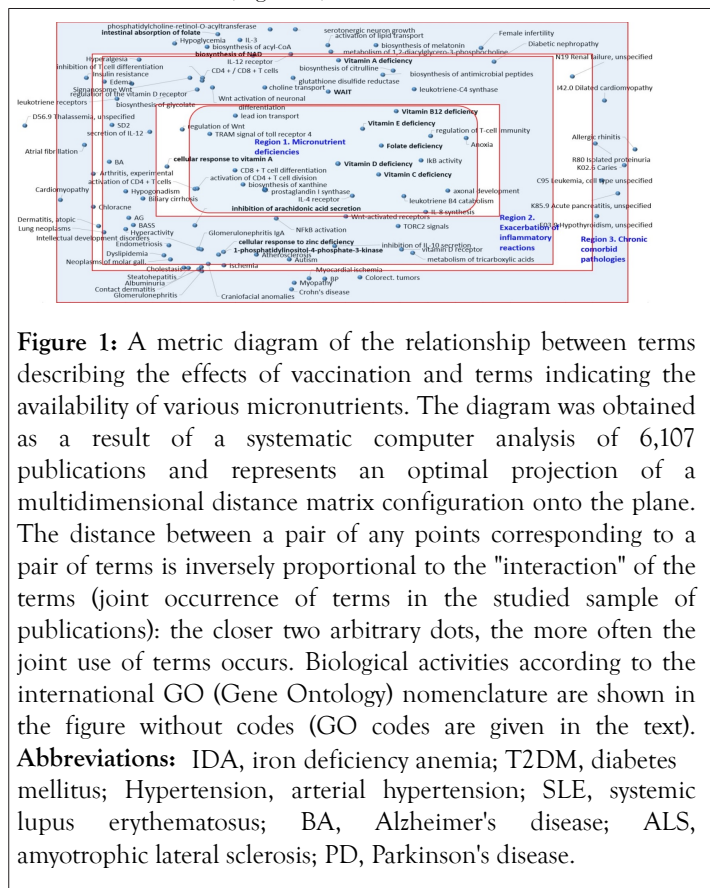 phosphatidylcholine-retinol-O-acyltransferase
intestinal absorption of folate
serotonergic neuron growth
activation of lipid transport
Female infertility
Hypoglycemia
IL-3
biosynthesis of melatonin
Diabetic nephropathy
biosynthesis of acyl-CoA
biosynthesis of NAD
metabolism of 1,2-diacylglycero-3-phosphocholine
Hyperalgesia
IL-12 receptor
Vitamin A deficiency
N19 Renal failure, unspecified
inhibition of T cell differentiation
CD4 + / CD8 + T cells
biosynthesis of citrulline
biosynthesis of antimicrobial peptides
Insulin resistance
Edema
glutathione disulfide reductase
Signanosome Wnt
regulation of the vitamin D receptor
choline transport
WAIT
leukotriene-C4 synthase
I42.0 Dilated cardiomyopathy
leukotriene receptors
biosynthesis of glycolate
Wnt activation of neuronal
differentiation
D56.9 Thalassemia, unspecified
lead ion transport
Vitamin B12 deficiency
SD2
regulation of Wnt
Vitamin E deficiency
secretion of IL-12
TRAM signal of toll receptor 4
regulation of T-cell immunity
Region 1. Micronutrient
deficiencies
Folate deficiency
Anoxia
Allergic rhinitis
Atrial fibrillation
BA
cellular response to vitamin A
Vitamin D deficiency
IkB activity
R80 Isolated proteinuria
K02.5 Caries
Arthritis, experimental
CD8 + T cell differentiation
Vitamin C deficiency
activation of CD4 + T cells
activation of CD4 + T cell division
C95 Leukemia, cell type unspecified
Cardiomyopathy
Hypogonadism
biosynthesis of xanthine
prostaglandin I synthase
axonal development
Biliary cirrhosis
IL-4 receptor
leukotriene B4 catabolism
Chloracne
inhibition of arachidonic acid secretion
IL-8 synthesis
K85.9 Acute pancreatitis, unspecified
Dermatitis, atopic
AG
Wnt-activated receptors
Region 2.
Exacerbation of
inflammatory
reactions
Hypothyroidism, unspecified
Lung neoplasms
BASS
NFkB activation
TORC2 signals
Hyperactivity
Glomerulonephritis IgA
Region 3. Chronic
comorbid
pathologies
Intellectual development disorders
Endometriosis
cellular response to zinc deficiency
1-phosphatidylinositol-4-phosphate-3-kinase
inhibition of IL-10 secretion
Dyslipidemia
Atherosclerosis
vitamin D receptor
Neoplasms of molar gall.
Autism
metabolism of tricarboxylic acids
Cholestasis
Ischemia
Steatohepatitis
Myocardial ischemia
Albuminuria
BP
Colorect. tumors
Contact dermatitis
Myopathy
Glomerulonephritis
Craniofacial anomalies
Crohn's disease
Figure 1: A metric diagram of the relationship between terms
describing the effects of vaccination and terms indicating the
availability of various micronutrients. The diagram was obtained
as a result of a systematic computer analysis of 6,107
publications and represents an optimal projection of a
multidimensional distance matrix configuration onto the plane.
The distance between a pair of any points corresponding to a
pair of terms is inversely proportional to the "interaction" of the
terms (joint occurrence of terms in the studied sample of
publications): the closer two arbitrary dots, the more often the
joint use of terms occurs. Biological activities according to the
international GO (Gene Ontology) nomenclature are shown in
the figure without codes (GO codes are given in the text).
Abbreviations: IDA, iron deficiency anemia; T2DM, diabetes
mellitus; Hypertension, arterial hypertension; SLE, systemic
lupus erythematosus; BA, Alzheimer's disease; ALS,
amyotrophic lateral sclerosis; PD, Parkinson's disease.